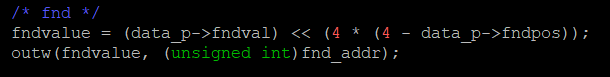 /* fnd */
fndvalue = (data_p->fndval) << (4 * (4 - data_p->fndpos));
outw(fndvalue, (unsigned int)fnd_addr);